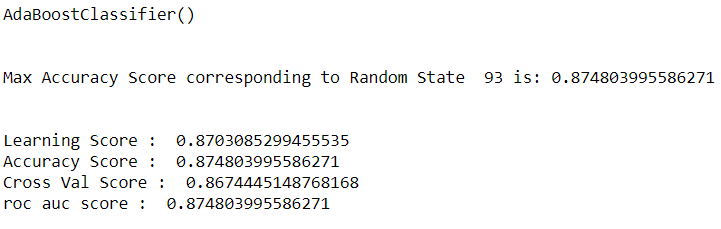 AdaBoostClassifier()
Max Accuracy Score corresponding to Random State  93 is: 0.874803995586271
Learning Score :  0.8703085299455535
Accuracy Score :  0.874803995586271
Cross Val Score :  0.8674445148768168
roc auc score :  0.874803995586271